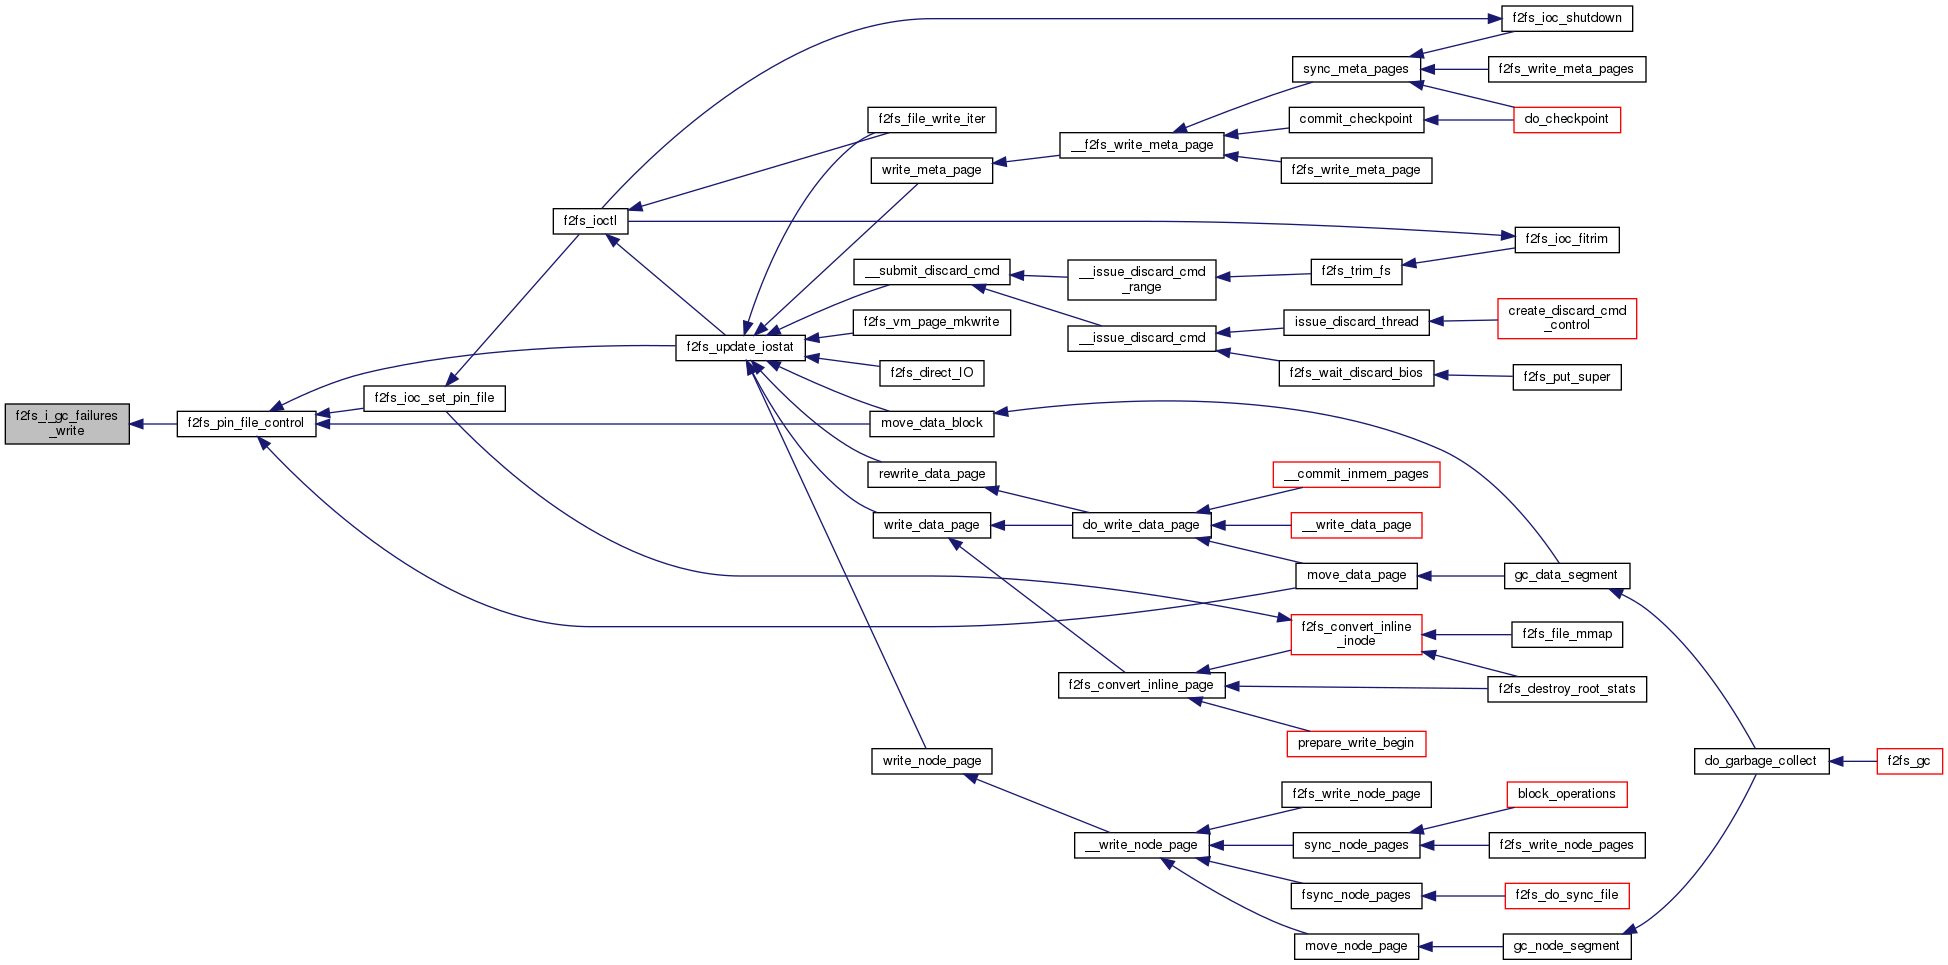 f2fs_ioc_shutdown
sync_meta_pages
f2fs_write_meta_pages
f2fs_file_write_iter
commit_checkpoint
do_checkpoint
__f2fs_write_meta_page
write_meta_page
f2fs_write_meta_page
f2fs_ioctl
f2fs_ioc_fitrim
__submit_discard_cmd
__issue_discard_cmd
_range
f2fs_trim_fs
f2fs_vm_page_mkwrite
issue_discard_thread
create_discard_cmd
_control
f2fs_update_iostat
__issue_discard_cmd
f2fs_direct_IO
f2fs_wait_discard_bios
f2fs_put_super
f2fs_ioc_set_pin_file
f2fs_i_gc_failures
_write
f2fs_pin_file_control
move_data_block
rewrite_data_page
__commit_inmem_pages
write_data_page
do_write_data_page
__write_data_page
move_data_page
gc_data_segment
f2fs_convert_inline
_inode
f2fs_file_mmap
f2fs_convert_inline_page
f2fs_destroy_root_stats
prepare_write_begin
write_node_page
do_garbage_collect
f2fs_gc
f2fs_write_node_page
block_operations
__write_node_page
sync_node_pages
f2fs_write_node_pages
fsync_node_pages
f2fs_do_sync_file
move_node_page
gc_node_segment